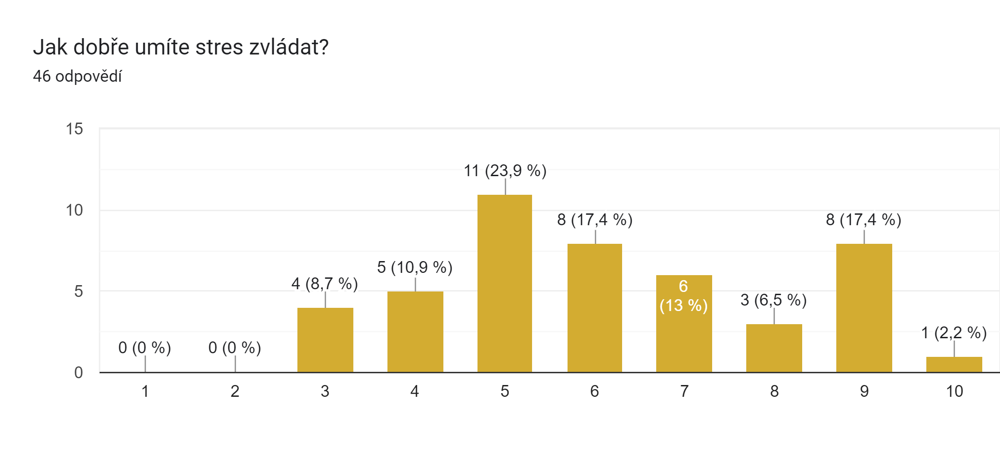 Jak dobře umíte stres zvládat?
46 odpovědí
15
10
5
0
0 (0 %)
0 (0 %)
4 (8,7 %)
5 (10,9 %)
11 (23,9 %)
8 (17,4 %)
6
(13 %)
3 (6,5 %)
8 (17,4 %)
1 (2,2 %)
1 2 3 4 5 6 7 8 9 10